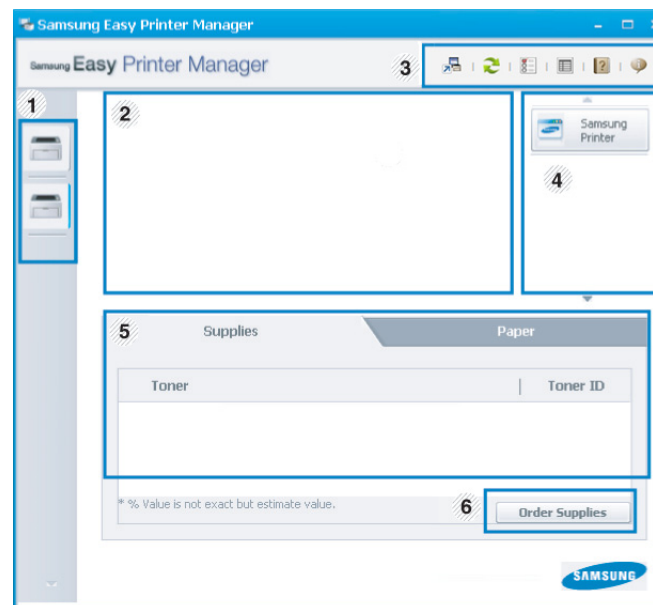 Samsung Easy Printer Manager
Samsung Easy Printer Manager
3
1
2
Samsung
Printer
4
5
Supplies
Paper
Toner
Toner ID
* % Value is not exact but estimate value.
6
Order Supplies
SAMSUNG